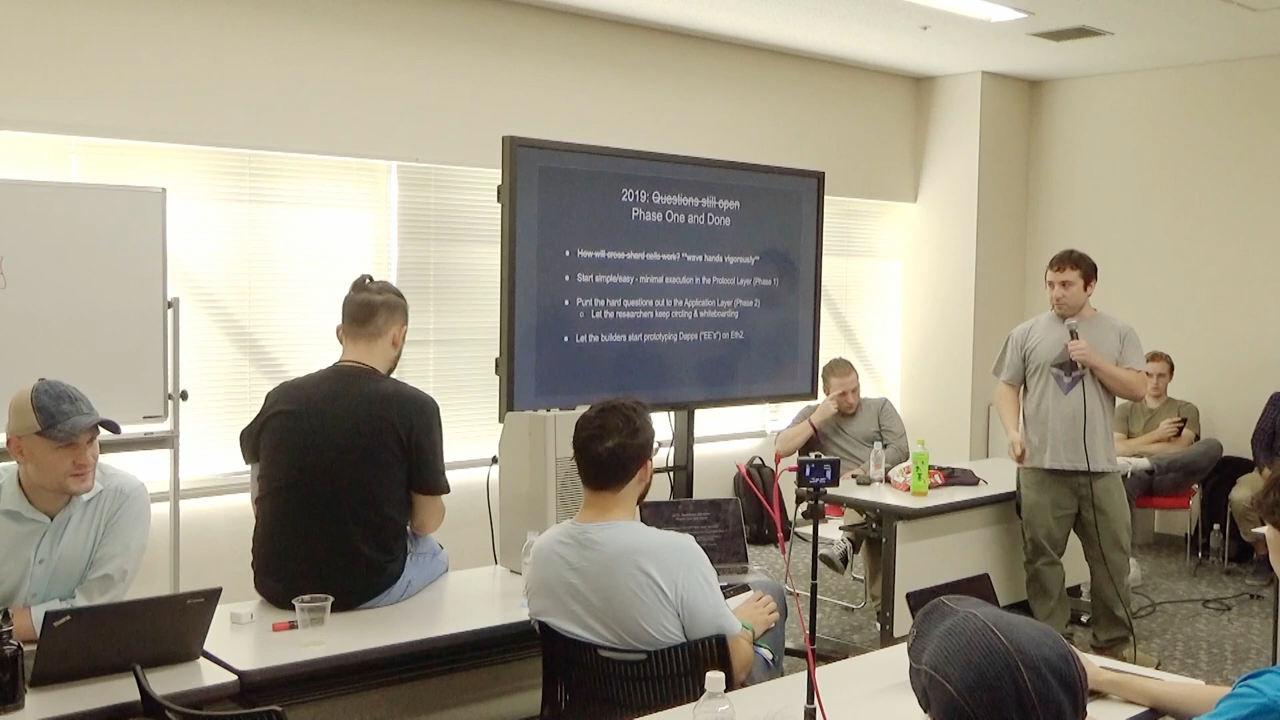 2019: Questions still open
Phase One and Done
How will cross-shard calls work? **wave hands vigorously**
Start simple/easy - minimal execution in the Protocol Layer (Phase 1)
Punt the hard questions out to the Application Layer (Phase 2)
Let the researchers keep circling & whiteboarding
Let the builders start prototyping Dapps ("EE's") on Eth2.